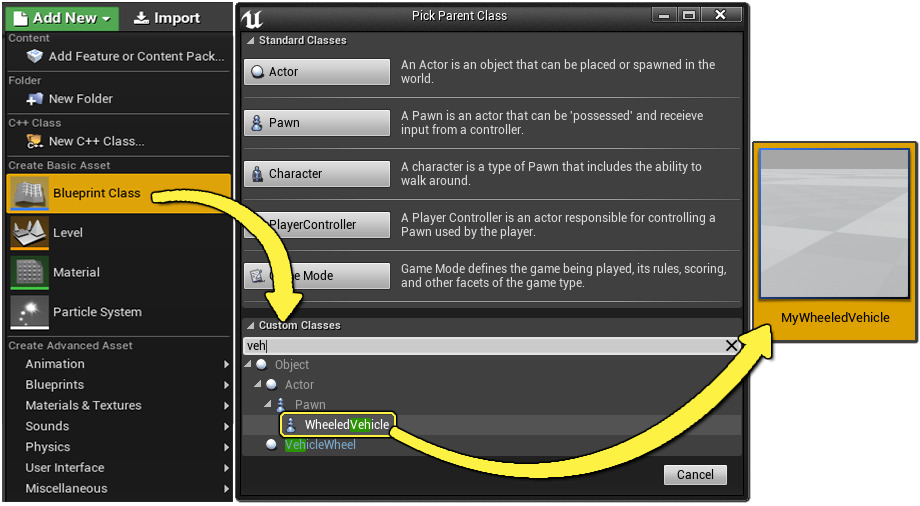 Add New
Import
Content
Add Feature or Content Pack...
Folder
New Folder
C++ Class
New C++ Class...
Create Basic Asset
Blueprint Class
Level
Material
Particle System
Create Advanced Asset
Animation
Blueprints
Materials & Textures
Sounds
Physics
User Interface
Miscellaneous
Pick Parent Class
Standard Classes
Actor
An Actor is an object that can be placed or spawned in the
world.
Pawn
A Pawn is an actor that can be 'possessed' and receieve
input from a controller.
Character
A character is a type of Pawn that includes the ability to
walk around.
PlayerController
A Player Controller is an actor responsible for controlling a
Pawn used by the player.
Mode
Game Mode defines the game being played, its rules, scoring,
and other facets of the game type.
Custom Classes
veh
Object
Actor
Pawn
WheeledVehicle
VehicleWheel
Cancel
MyWheeledVehicle